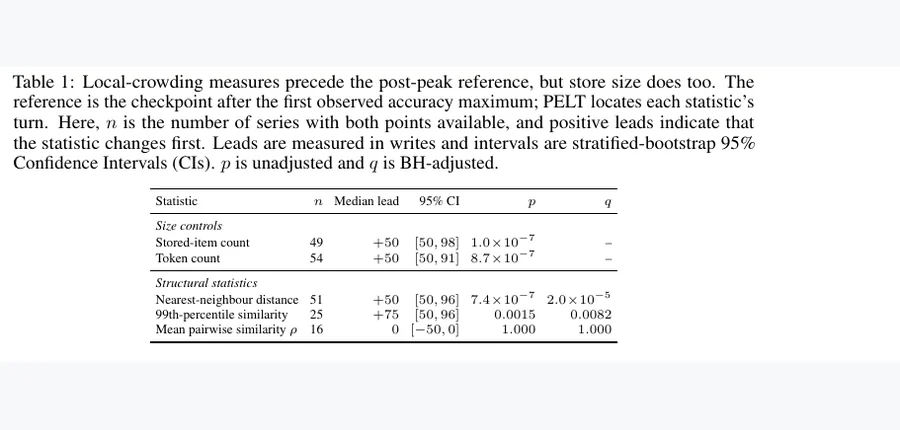 Table 1: Local-crowding measures precede the post-peak reference, but store size does too. The
reference is the checkpoint after the first observed accuracy maximum; PELT locates each statistic's
turn. Here, n is the number of series with both points available, and positive leads indicate that
the statistic changes first. Leads are measured in writes and intervals are stratified-bootstrap 95%
Confidence Intervals (CIs). p is unadjusted and q is BH-adjusted.
Statistic n Median lead 95% CI p q
Size controls
Stored-item count 49 +50 [50, 98] 1.0×10⁻⁷ –
Token count 54 +50 [50, 91] 8.7×10⁻⁷ –
Structural statistics
Nearest-neighbour distance 51 +50 [50, 96] 7.4×10⁻⁷ 2.0×10⁻⁵
99th-percentile similarity 25 +75 [50, 96] 0.0015 0.0082
Mean pairwise similarity ρ 16 0 [−50, 0] 1.000 1.000